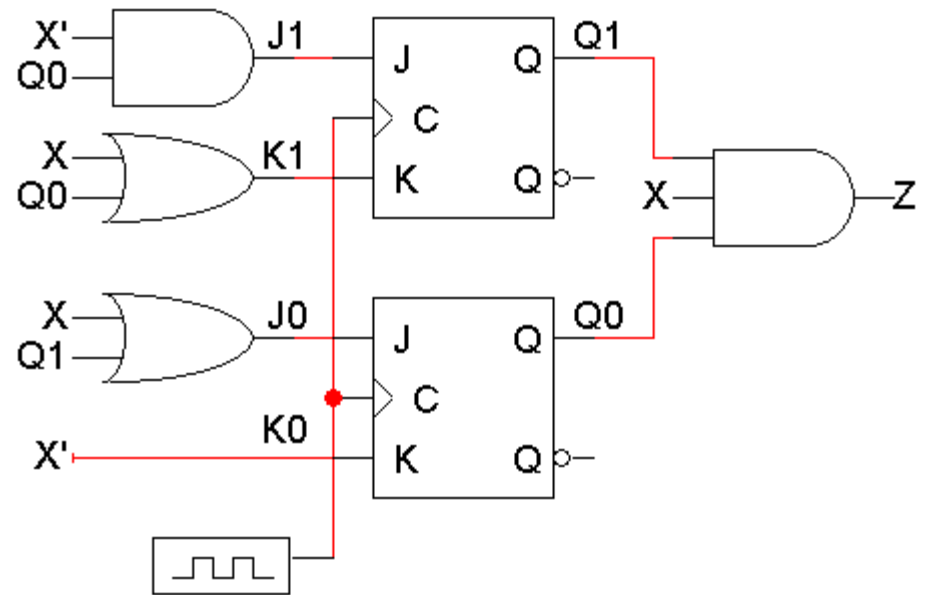 X' J1 J Q Q1
Q0
C
X K1 K Q X Z
Q0
X J0 J Q Q0
Q1
C
K0
X' K Q